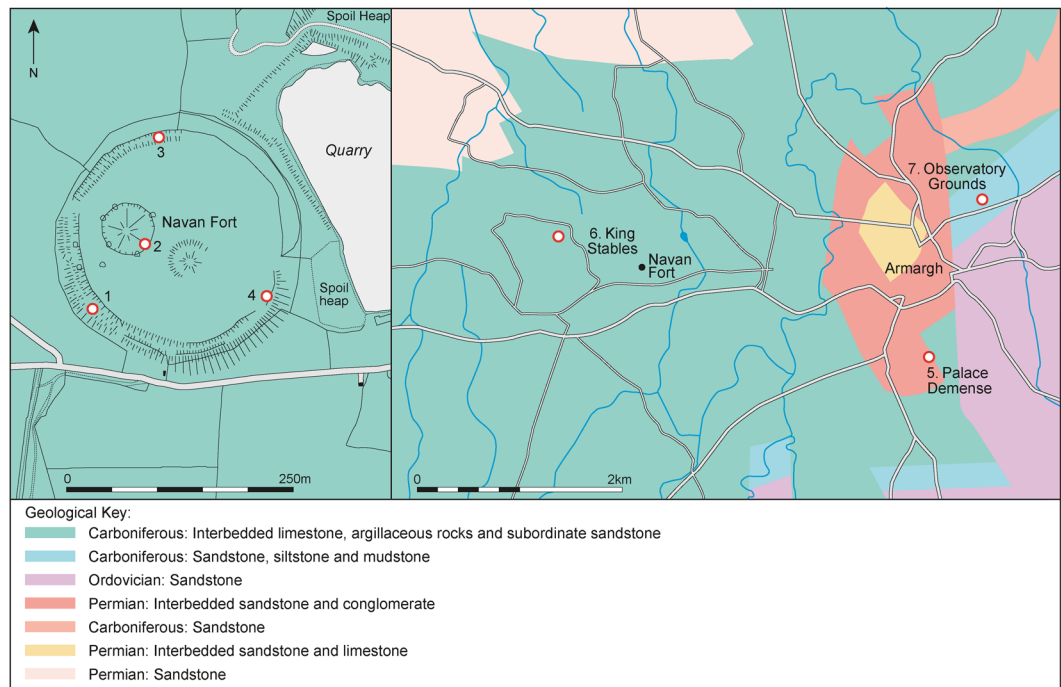 Spoil Heap
N
Quarry
3
Navan Fort
2
1
4
Spoil
heap
0
250m
7. Observatory
Grounds
6. King
Stables
Navan
Fort
Armargh
5. Palace
Demense
0
2km
Geological Key:
Carboniferous: Interbedded limestone, argillaceous rocks and subordinate sandstone
Carboniferous: Sandstone, siltstone and mudstone
Ordovician: Sandstone
Permian: Interbedded sandstone and conglomerate
Carboniferous: Sandstone
Permian: Interbedded sandstone and limestone
Permian: Sandstone